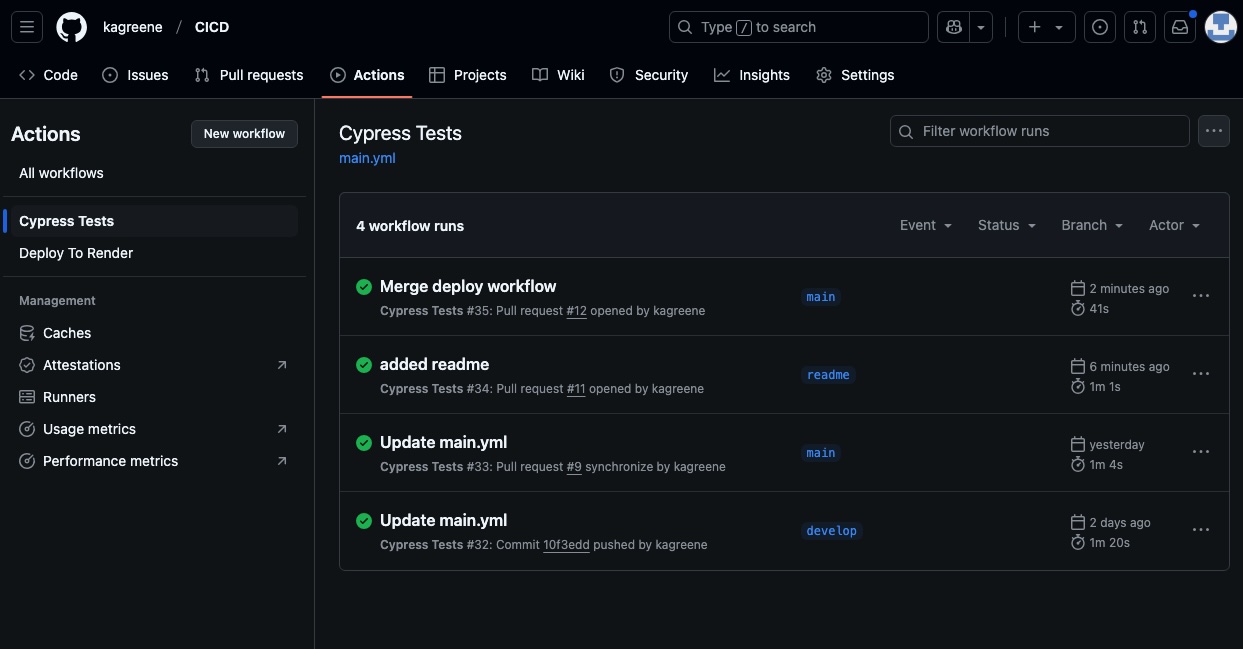 kagreene / CICD
Type / to search
Code
Issues
Pull requests
Actions
Projects
Wiki
Security
Insights
Settings
Actions
New workflow
All workflows
Cypress Tests
Deploy To Render
Management
Caches
Attestations
Runners
Usage metrics
Performance metrics
Cypress Tests
main.yml
Filter workflow runs
4 workflow runs
Event
Status
Branch
Actor
Merge deploy workflow
Cypress Tests #35: Pull request #12 opened by kagreene
main
2 minutes ago
41s
added readme
Cypress Tests #34: Pull request #11 opened by kagreene
readme
6 minutes ago
1m 1s
Update main.yml
Cypress Tests #33: Pull request #9 synchronize by kagreene
main
yesterday
1m 4s
Update main.yml
Cypress Tests #32: Commit 10f3edd pushed by kagreene
develop
2 days ago
1m 20s